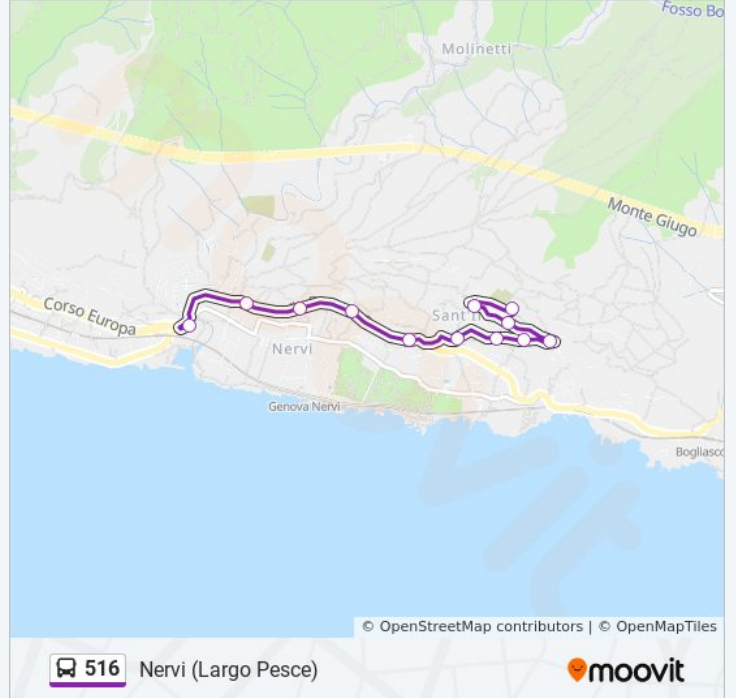 Fosso Bo
Molinetti
Monte Giugo
Corso Europa
Sant'I
Nervi
Genova Nervi
Bogliasco
© OpenStreetMap contributors | © OpenMapTiles
516 Nervi (Largo Pesce)
moovit